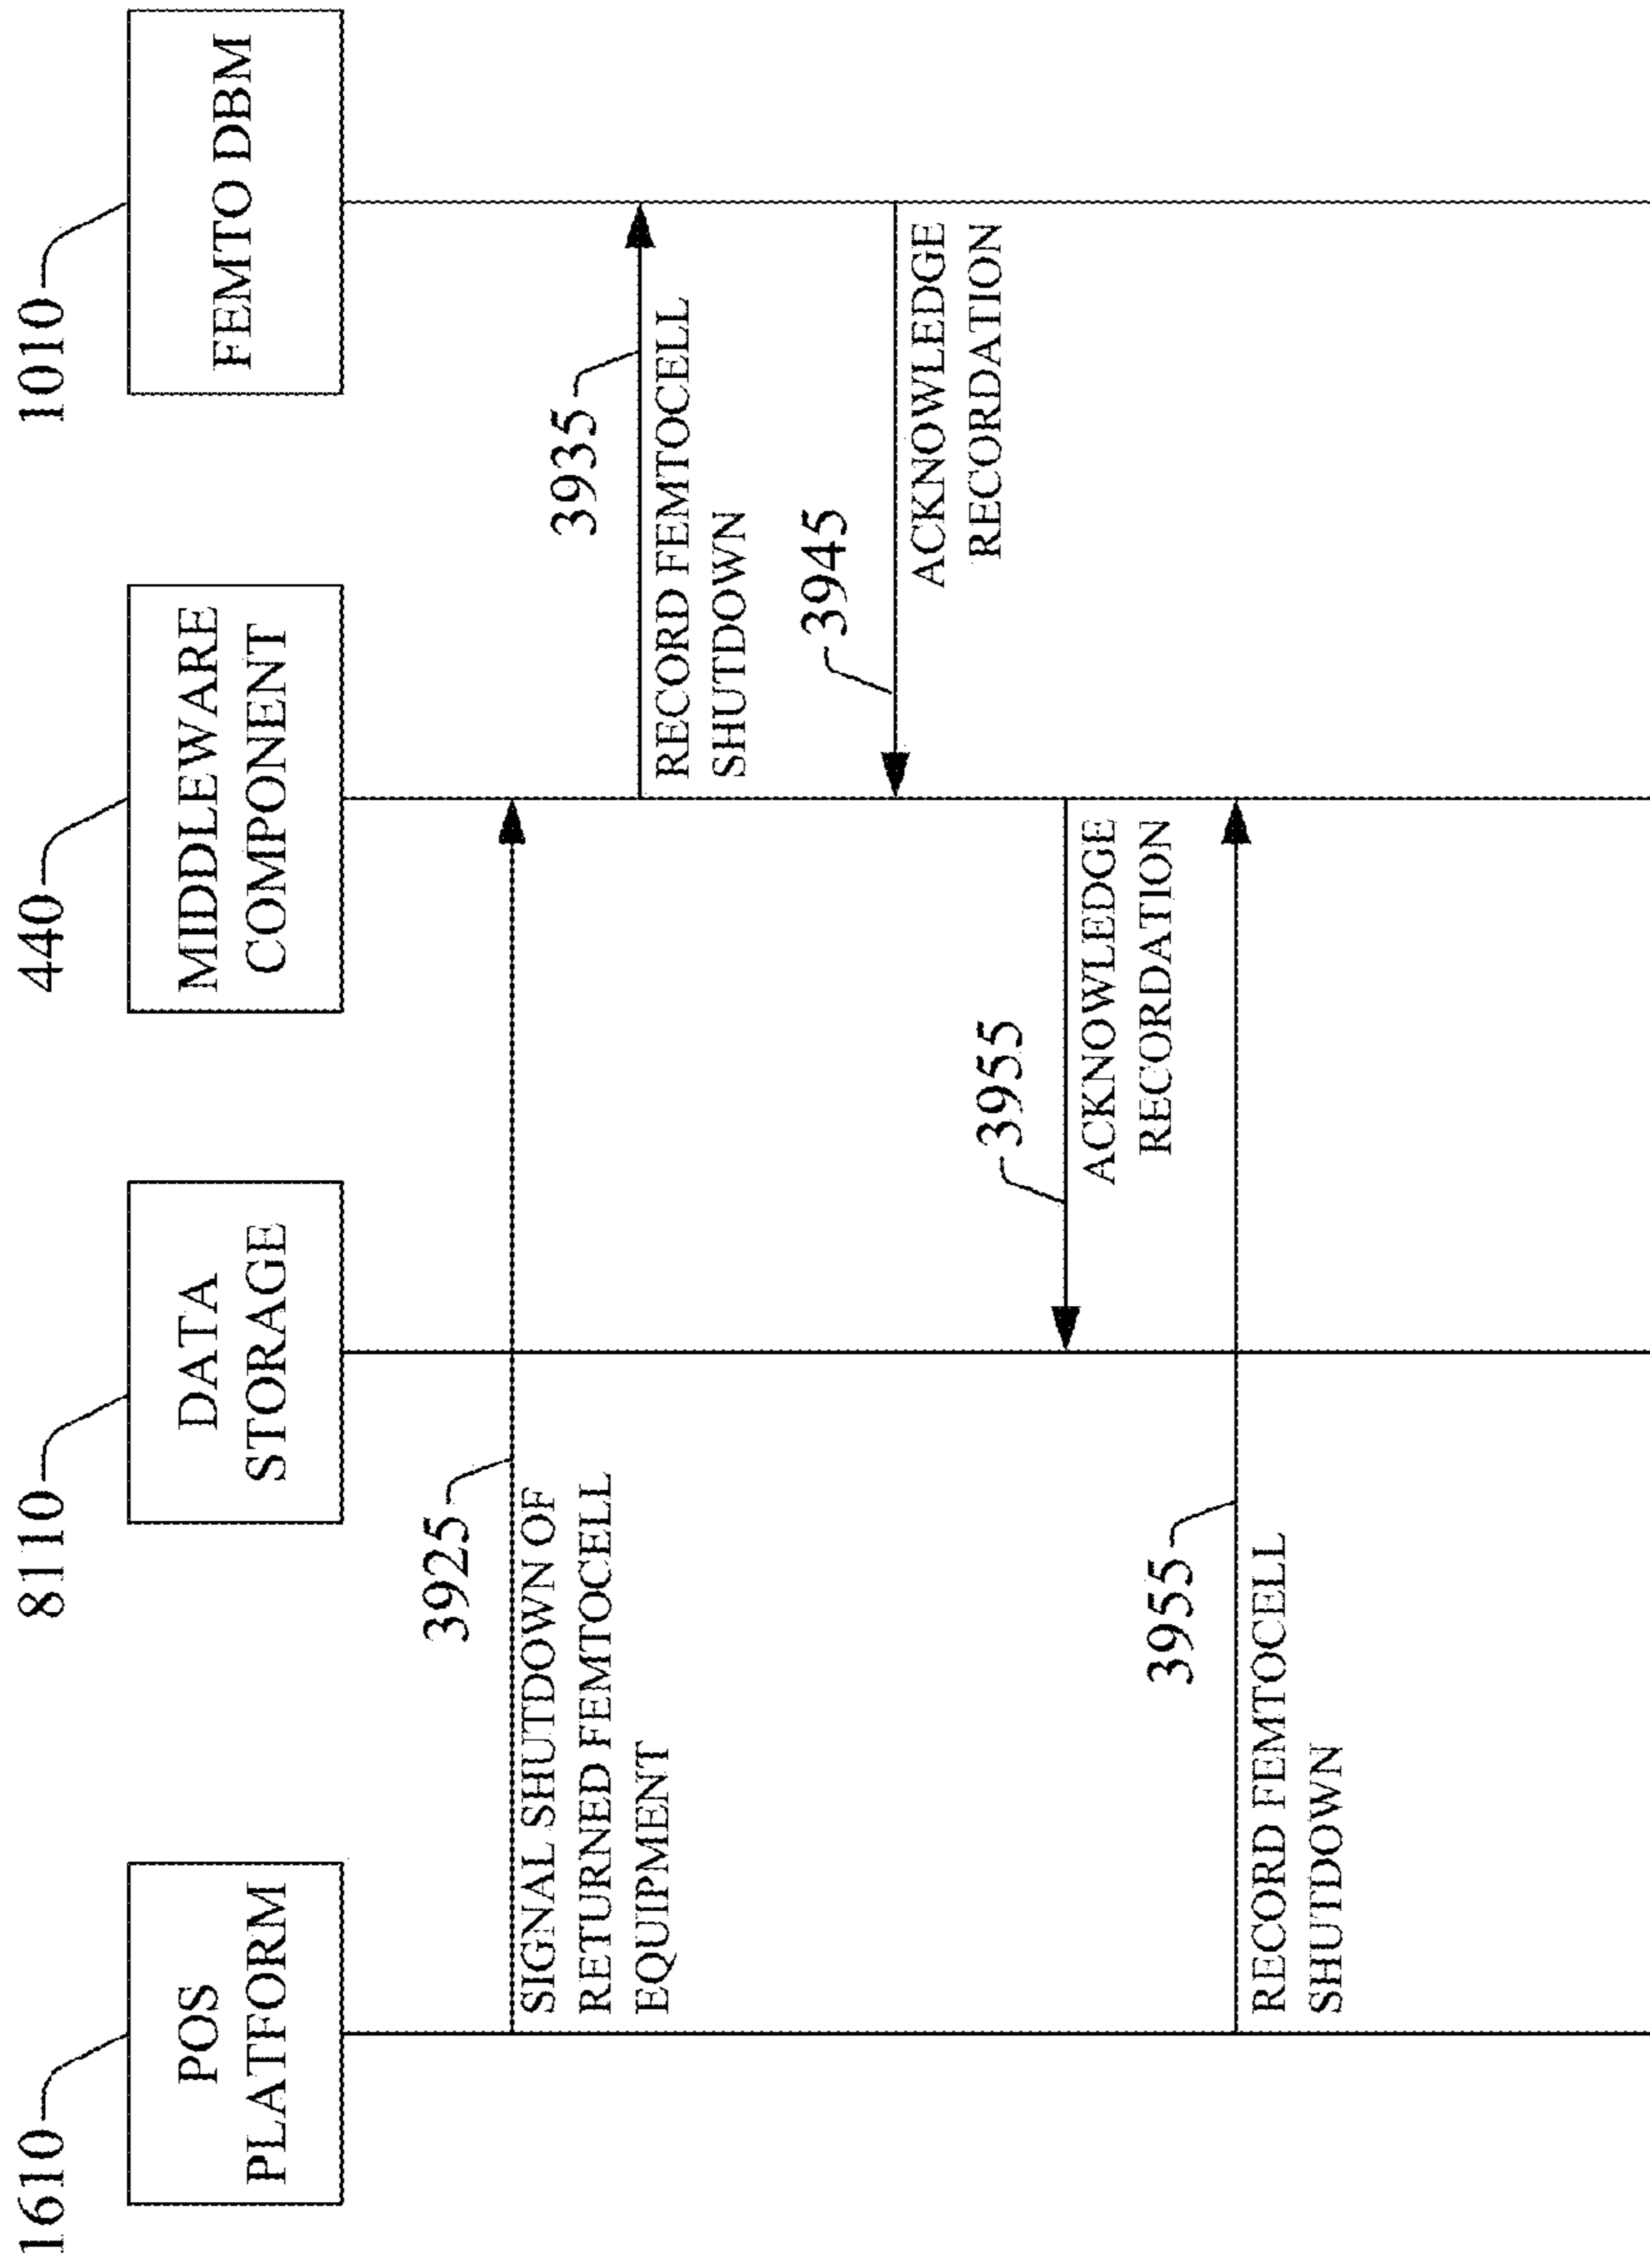 1610
POS
PLATFORM
8110
DATA
STORAGE
440
MIDDLEWARE
COMPONENT
1010
FEMTO DBM
3925
SIGNAL SHUTDOWN OF
RETURNED FEMTOCELL
EQUIPMENT
3935
RECORD FEMTOCELL
SHUTDOWN
3945
ACKNOWLEDGE
RECORDATION
3955
ACKNOWLEDGE
RECORDATION
3955
RECORD FEMTOCELL
SHUTDOWN